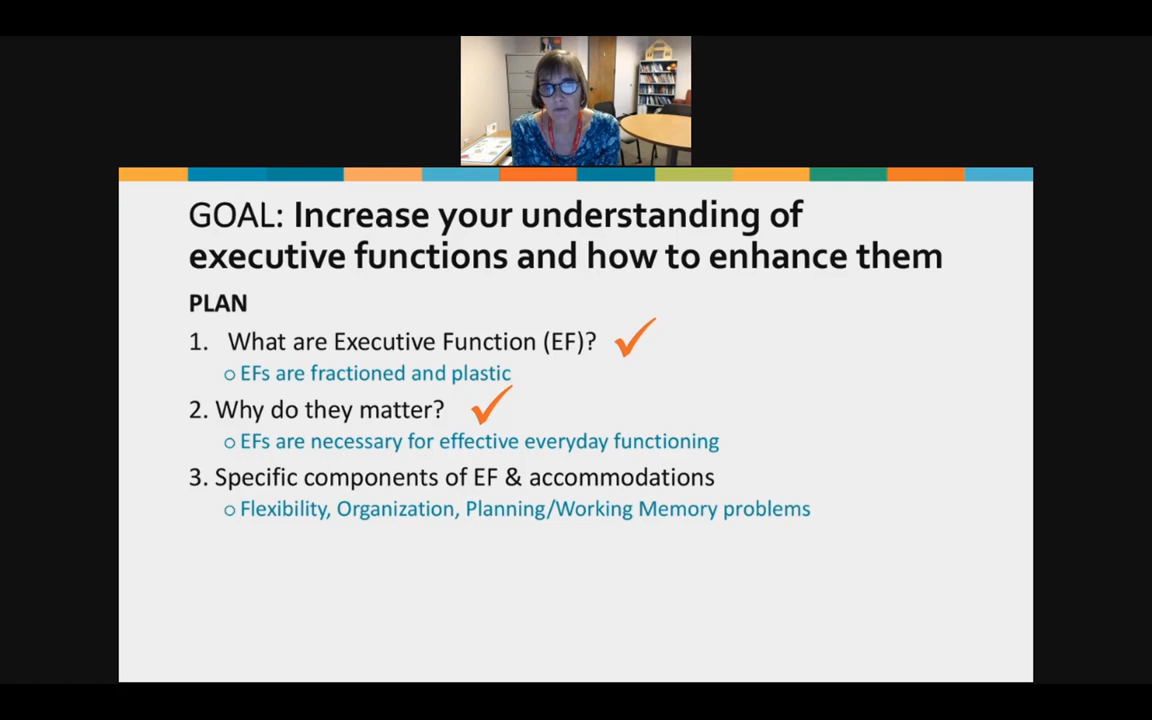 GOAL: Increase your understanding of
executive functions and how to enhance them
PLAN
1. What are Executive Function (EF)?
○ EFs are fractioned and plastic
2. Why do they matter?
○ EFs are necessary for effective everyday functioning
3. Specific components of EF & accommodations
○ Flexibility, Organization, Planning/Working Memory problems